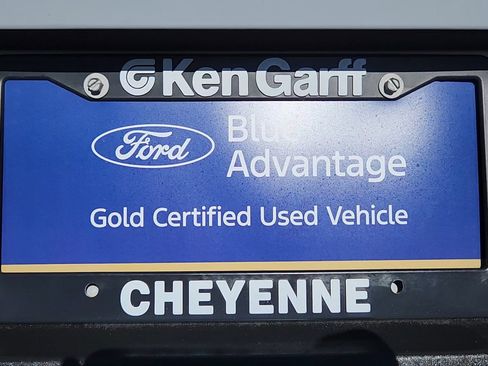 Ken Garff
Ford
Blue
Advantage
Gold Certified Used Vehicle
CHEYENNE